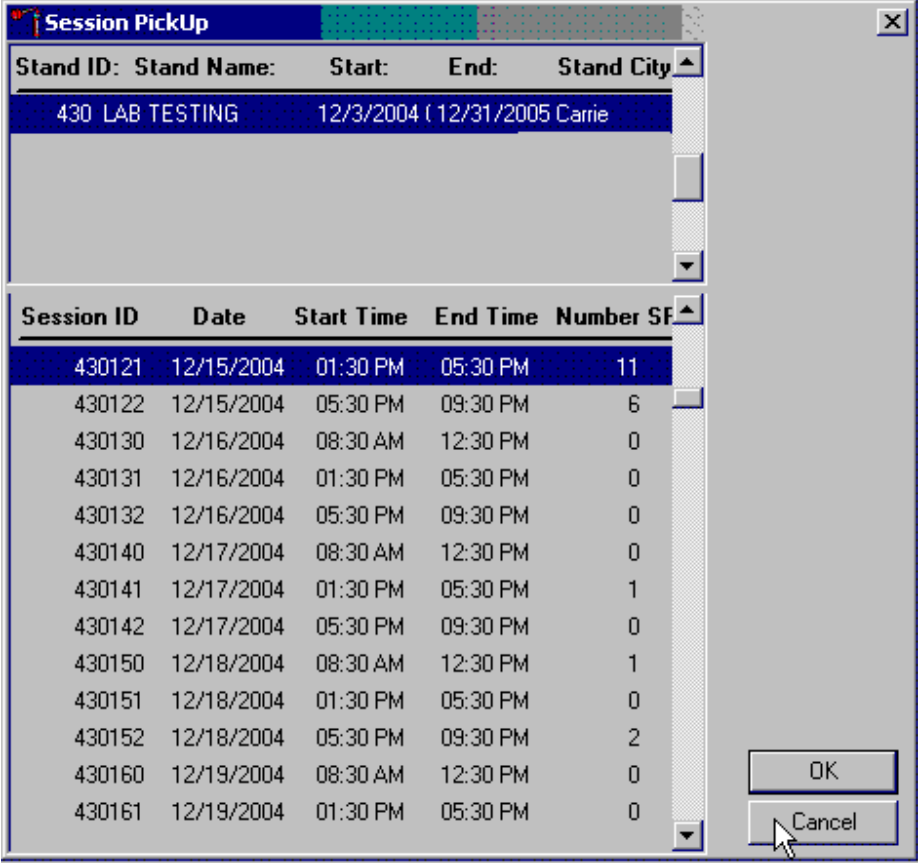 Session PickUp
Stand ID: Stand Name: Start: End: Stand City
430 LAB TESTING 12/3/2004 ( 12/31/2005 Carrie
Session ID Date Start Time End Time Number SP
430121 12/15/2004 01:30 PM 05:30 PM 11
430122 12/15/2004 05:30 PM 09:30 PM 6
430130 12/16/2004 08:30 AM 12:30 PM 0
430131 12/16/2004 01:30 PM 05:30 PM 0
430132 12/16/2004 05:30 PM 09:30 PM 0
430140 12/17/2004 08:30 AM 12:30 PM 0
430141 12/17/2004 01:30 PM 05:30 PM 1
430142 12/17/2004 05:30 PM 09:30 PM 0
430150 12/18/2004 08:30 AM 12:30 PM 1
430151 12/18/2004 01:30 PM 05:30 PM 0
430152 12/18/2004 05:30 PM 09:30 PM 2
430160 12/19/2004 08:30 AM 12:30 PM 0
430161 12/19/2004 01:30 PM 05:30 PM 0
OK
Cancel